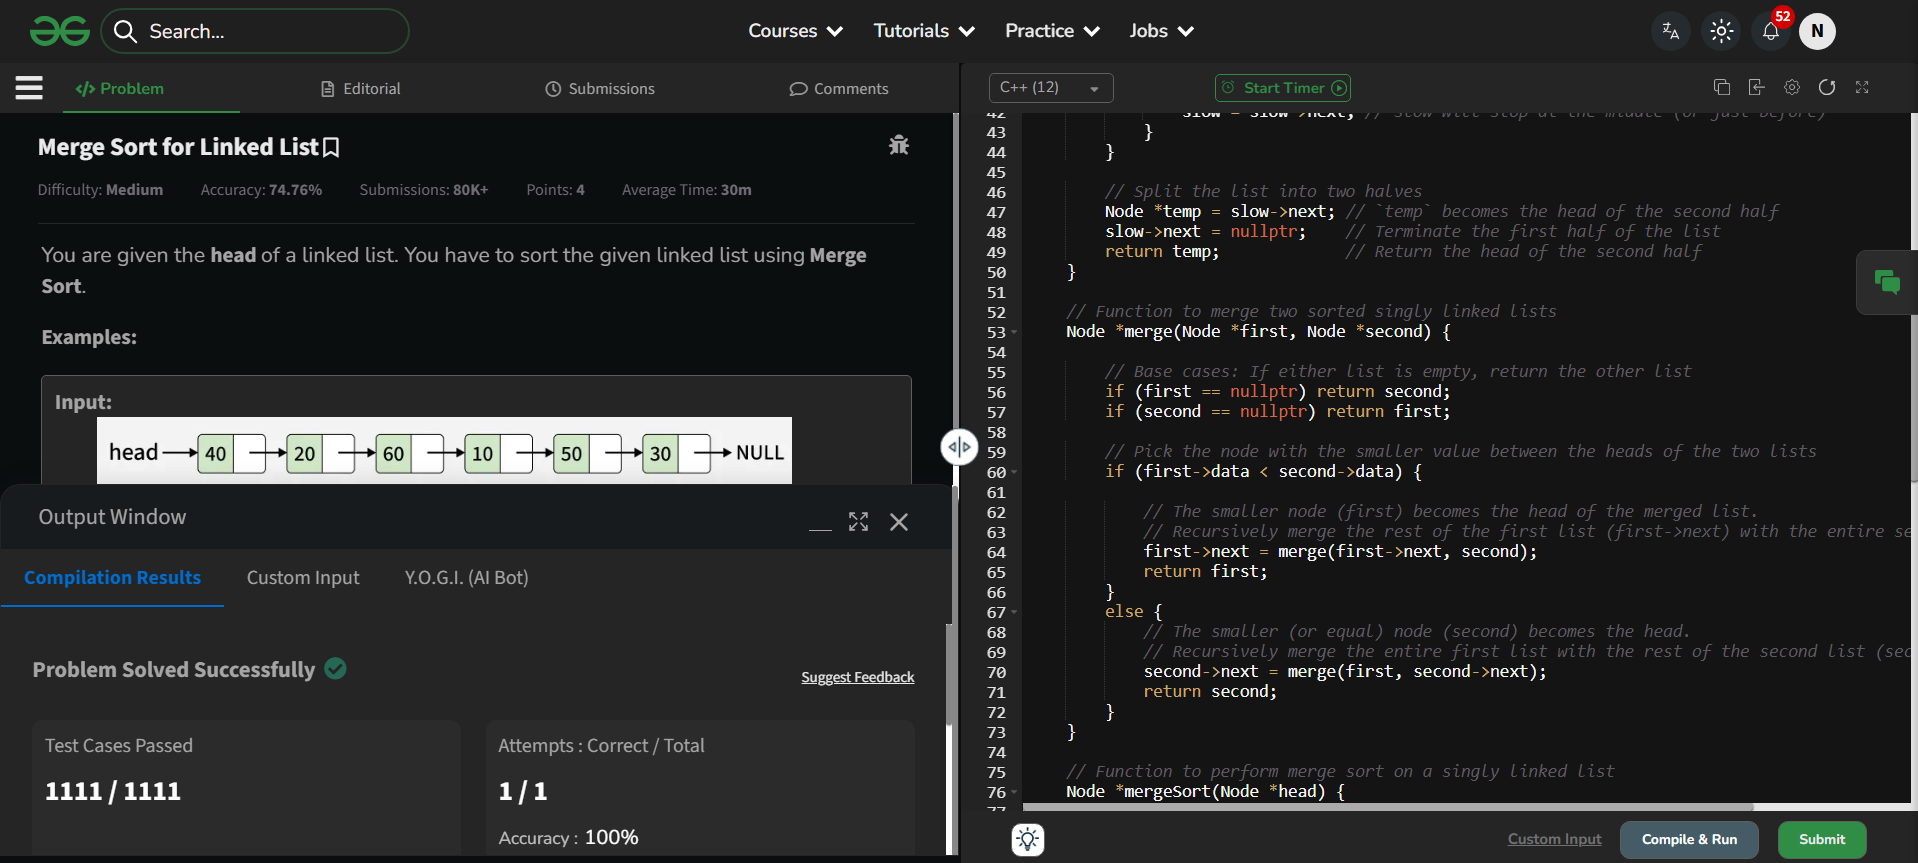 Search...
Courses
Tutorials
Practice
Jobs
52
N
</> Problem
Editorial
Submissions
Comments
Merge Sort for Linked List
Difficulty: Medium Accuracy: 74.76% Submissions: 80K+ Points: 4 Average Time: 30m
You are given the head of a linked list. You have to sort the given linked list using Merge
Sort.
Examples:
Input:
head 40 20 60 10 50 30 NULL
Output Window
Compilation Results Custom Input Y.O.G.I. (AI Bot)
Problem Solved Successfully
Suggest Feedback
Test Cases Passed
1111 / 1111
Attempts : Correct / Total
1 / 1
Accuracy : 100%
C++ (12)
Start Timer
42 slow = slow->next; // slow will stop at the middle (or just before)
43 }
44 }
45
46 // Split the list into two halves
47 Node *temp = slow->next; // `temp` becomes the head of the second half
48 slow->next = nullptr; // Terminate the first half of the list
49 return temp; // Return the head of the second half
50 }
51
52 // Function to merge two sorted singly linked lists
53 Node *merge(Node *first, Node *second) {
54
55 // Base cases: If either list is empty, return the other list
56 if (first == nullptr) return second;
57 if (second == nullptr) return first;
58
59 // Pick the node with the smaller value between the heads of the two lists
60 if (first->data < second->data) {
61
62 // The smaller node (first) becomes the head of the merged list.
63 // Recursively merge the rest of the first list (first->next) with the entire se
64 first->next = merge(first->next, second);
65 return first;
66 }
67 else {
68 // The smaller (or equal) node (second) becomes the head.
69 // Recursively merge the entire first list with the rest of the second list (sec
70 second->next = merge(first, second->next);
71 return second;
72 }
73 }
74
75 // Function to perform merge sort on a singly linked list
76 Node *mergeSort(Node *head) {
77
Custom Input
Compile & Run
Submit